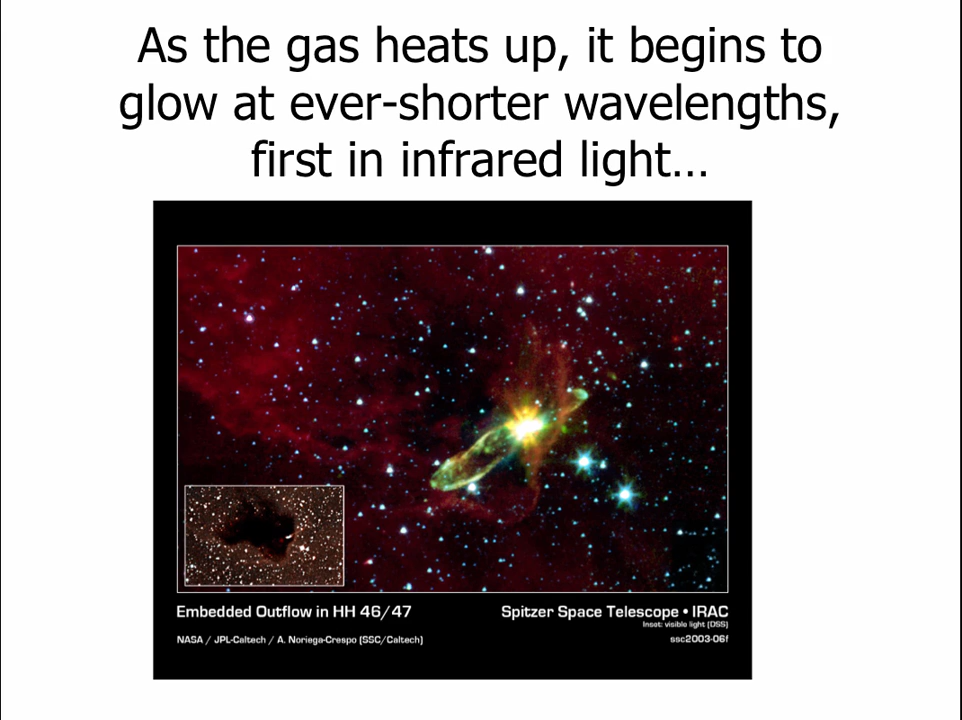 As the gas heats up, it begins to
glow at ever-shorter wavelengths,
first in infrared light…
Embedded Outflow in HH 46/47
Spitzer Space Telescope • IRAC
Inset: visible light (DSS)
NASA / JPL-Caltech / A. Noriega-Crespo (SSC/Caltech)
ssc2003-06f